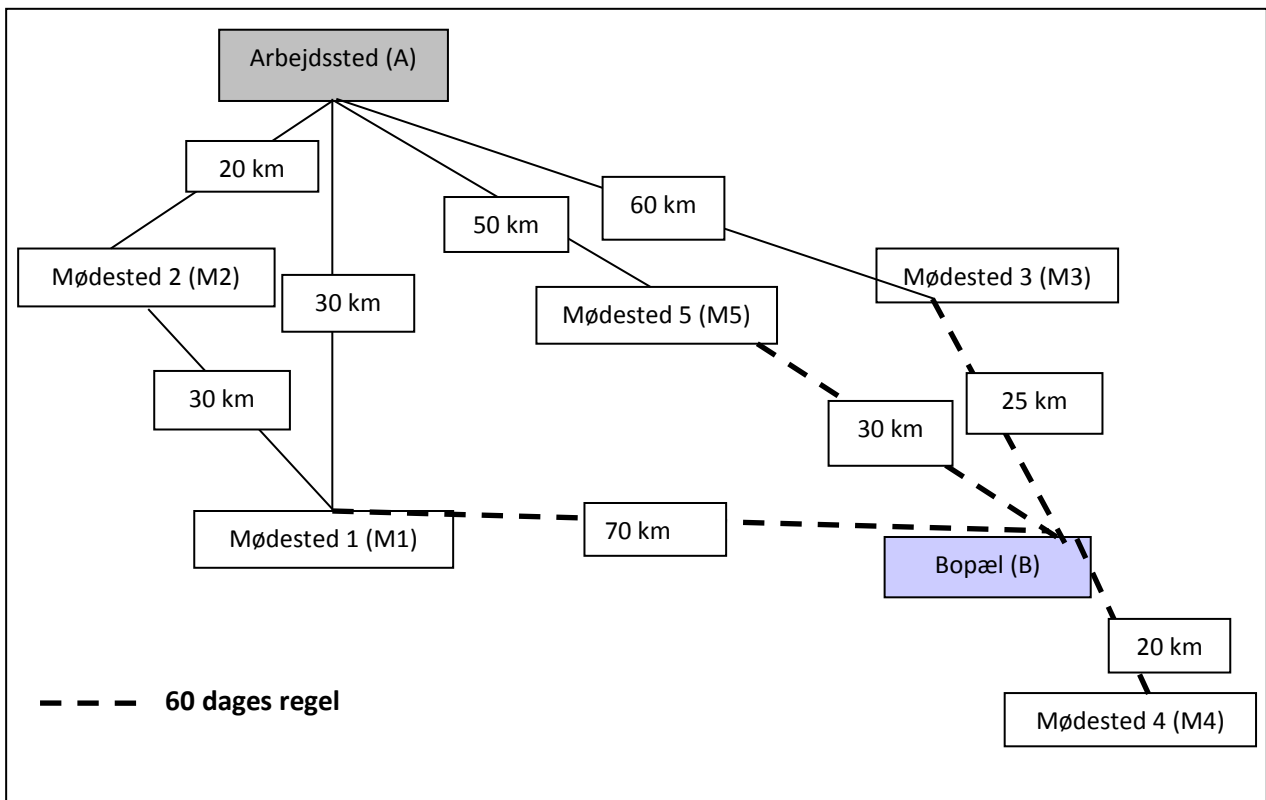 Arbejdssted (A)
20 km
60 km
50 km
Mødested 2 (M2)
30 km
Mødested 3 (M3)
Mødested 5 (M5)
30 km
25 km
30 km
Mødested 1 (M1)
70 km
Bopæl (B)
20 km
60 dages regel
Mødested 4 (M4)